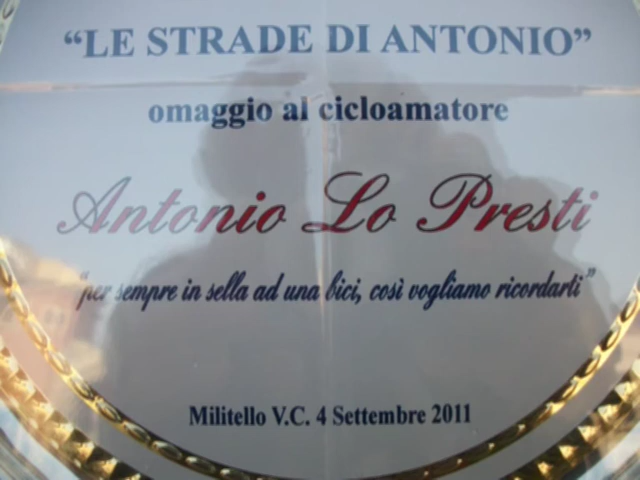 “LE STRADE DI ANTONIO”
omaggio al cicloamatore
Antonio Lo Presti
“per sempre in sella ad una bici, così vogliamo ricordarti”
Militello V.C. 4 Settembre 2011